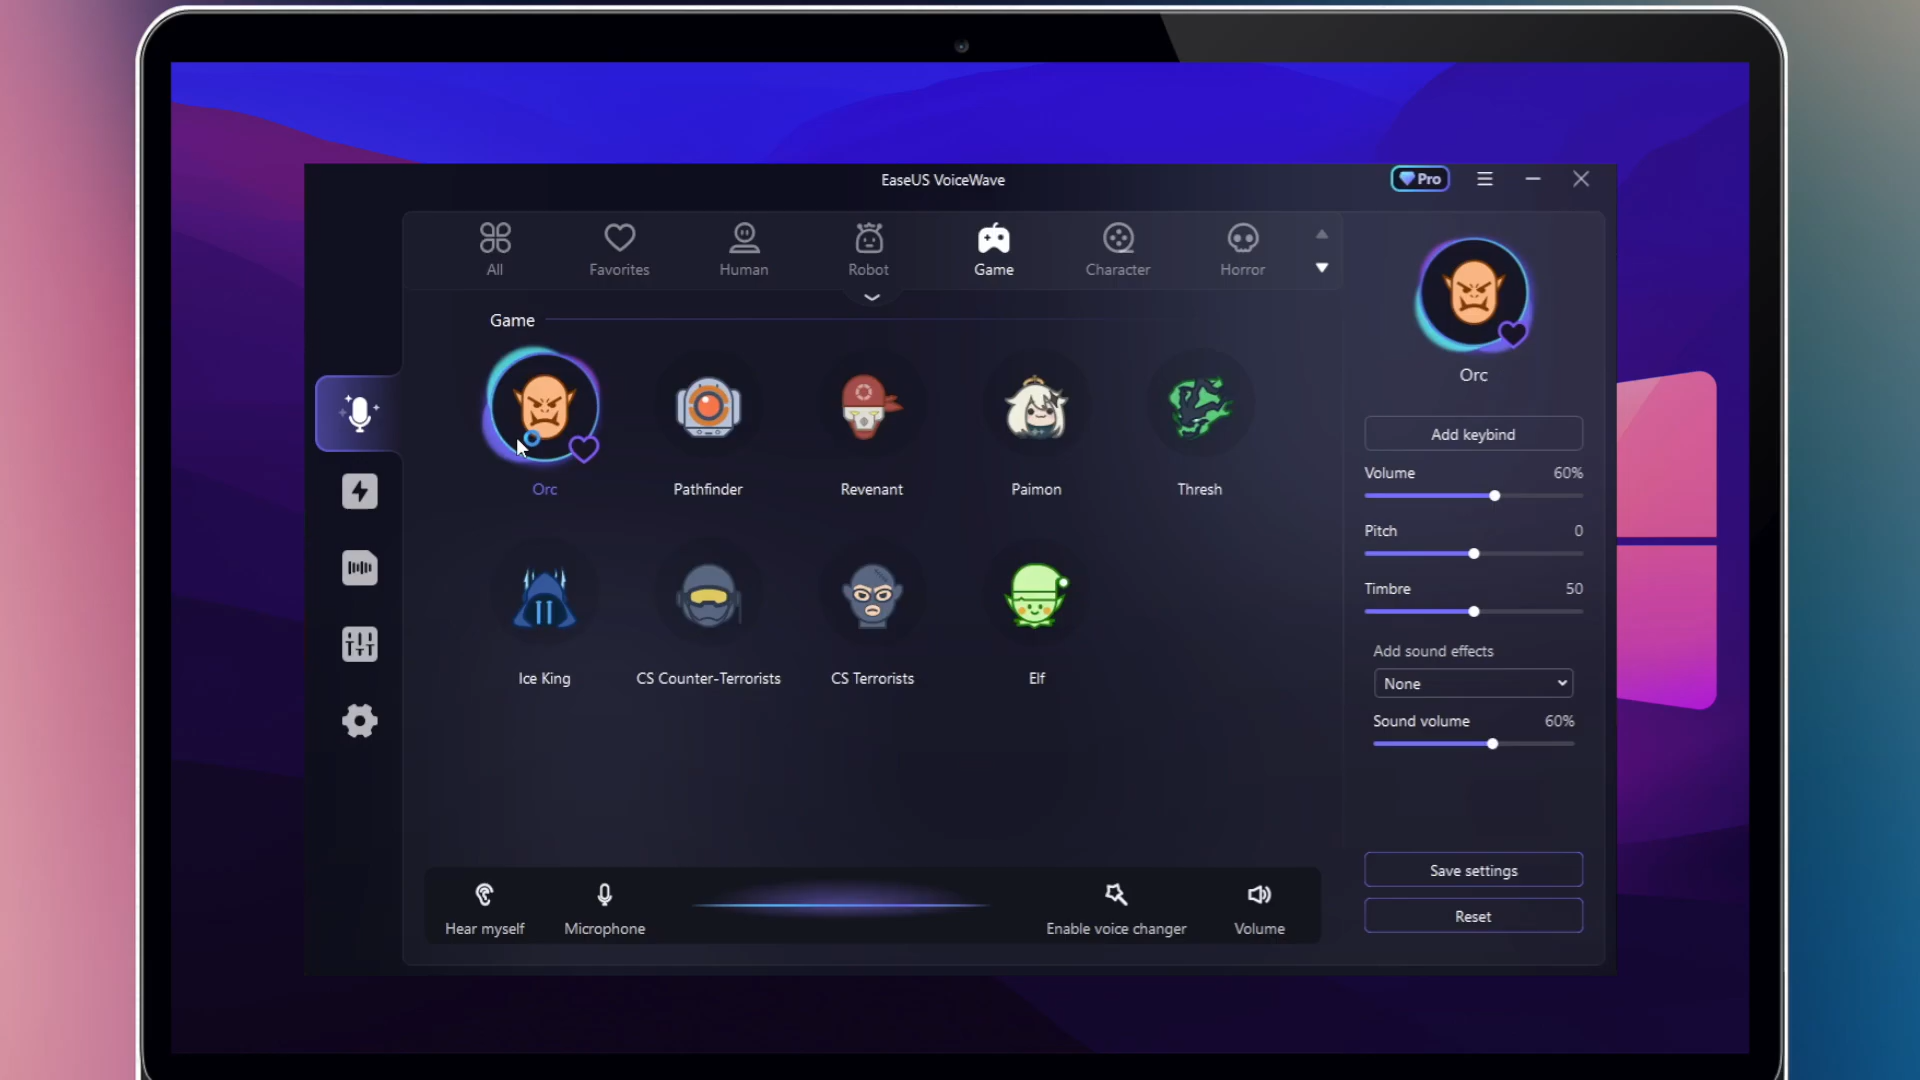 EaseUS VoiceWave
Pro
All
Favorites
Human
Robot
Game
Character
Horror
Game
Orc
Pathfinder
Revenant
Paimon
Thresh
Ice King
CS Counter-Terrorists
CS Terrorists
Elf
Hear myself
Microphone
Enable voice changer
Volume
Orc
Add keybind
Volume 60%
Pitch 0
Timbre 50
Add sound effects
None
Sound volume 60%
Save settings
Reset